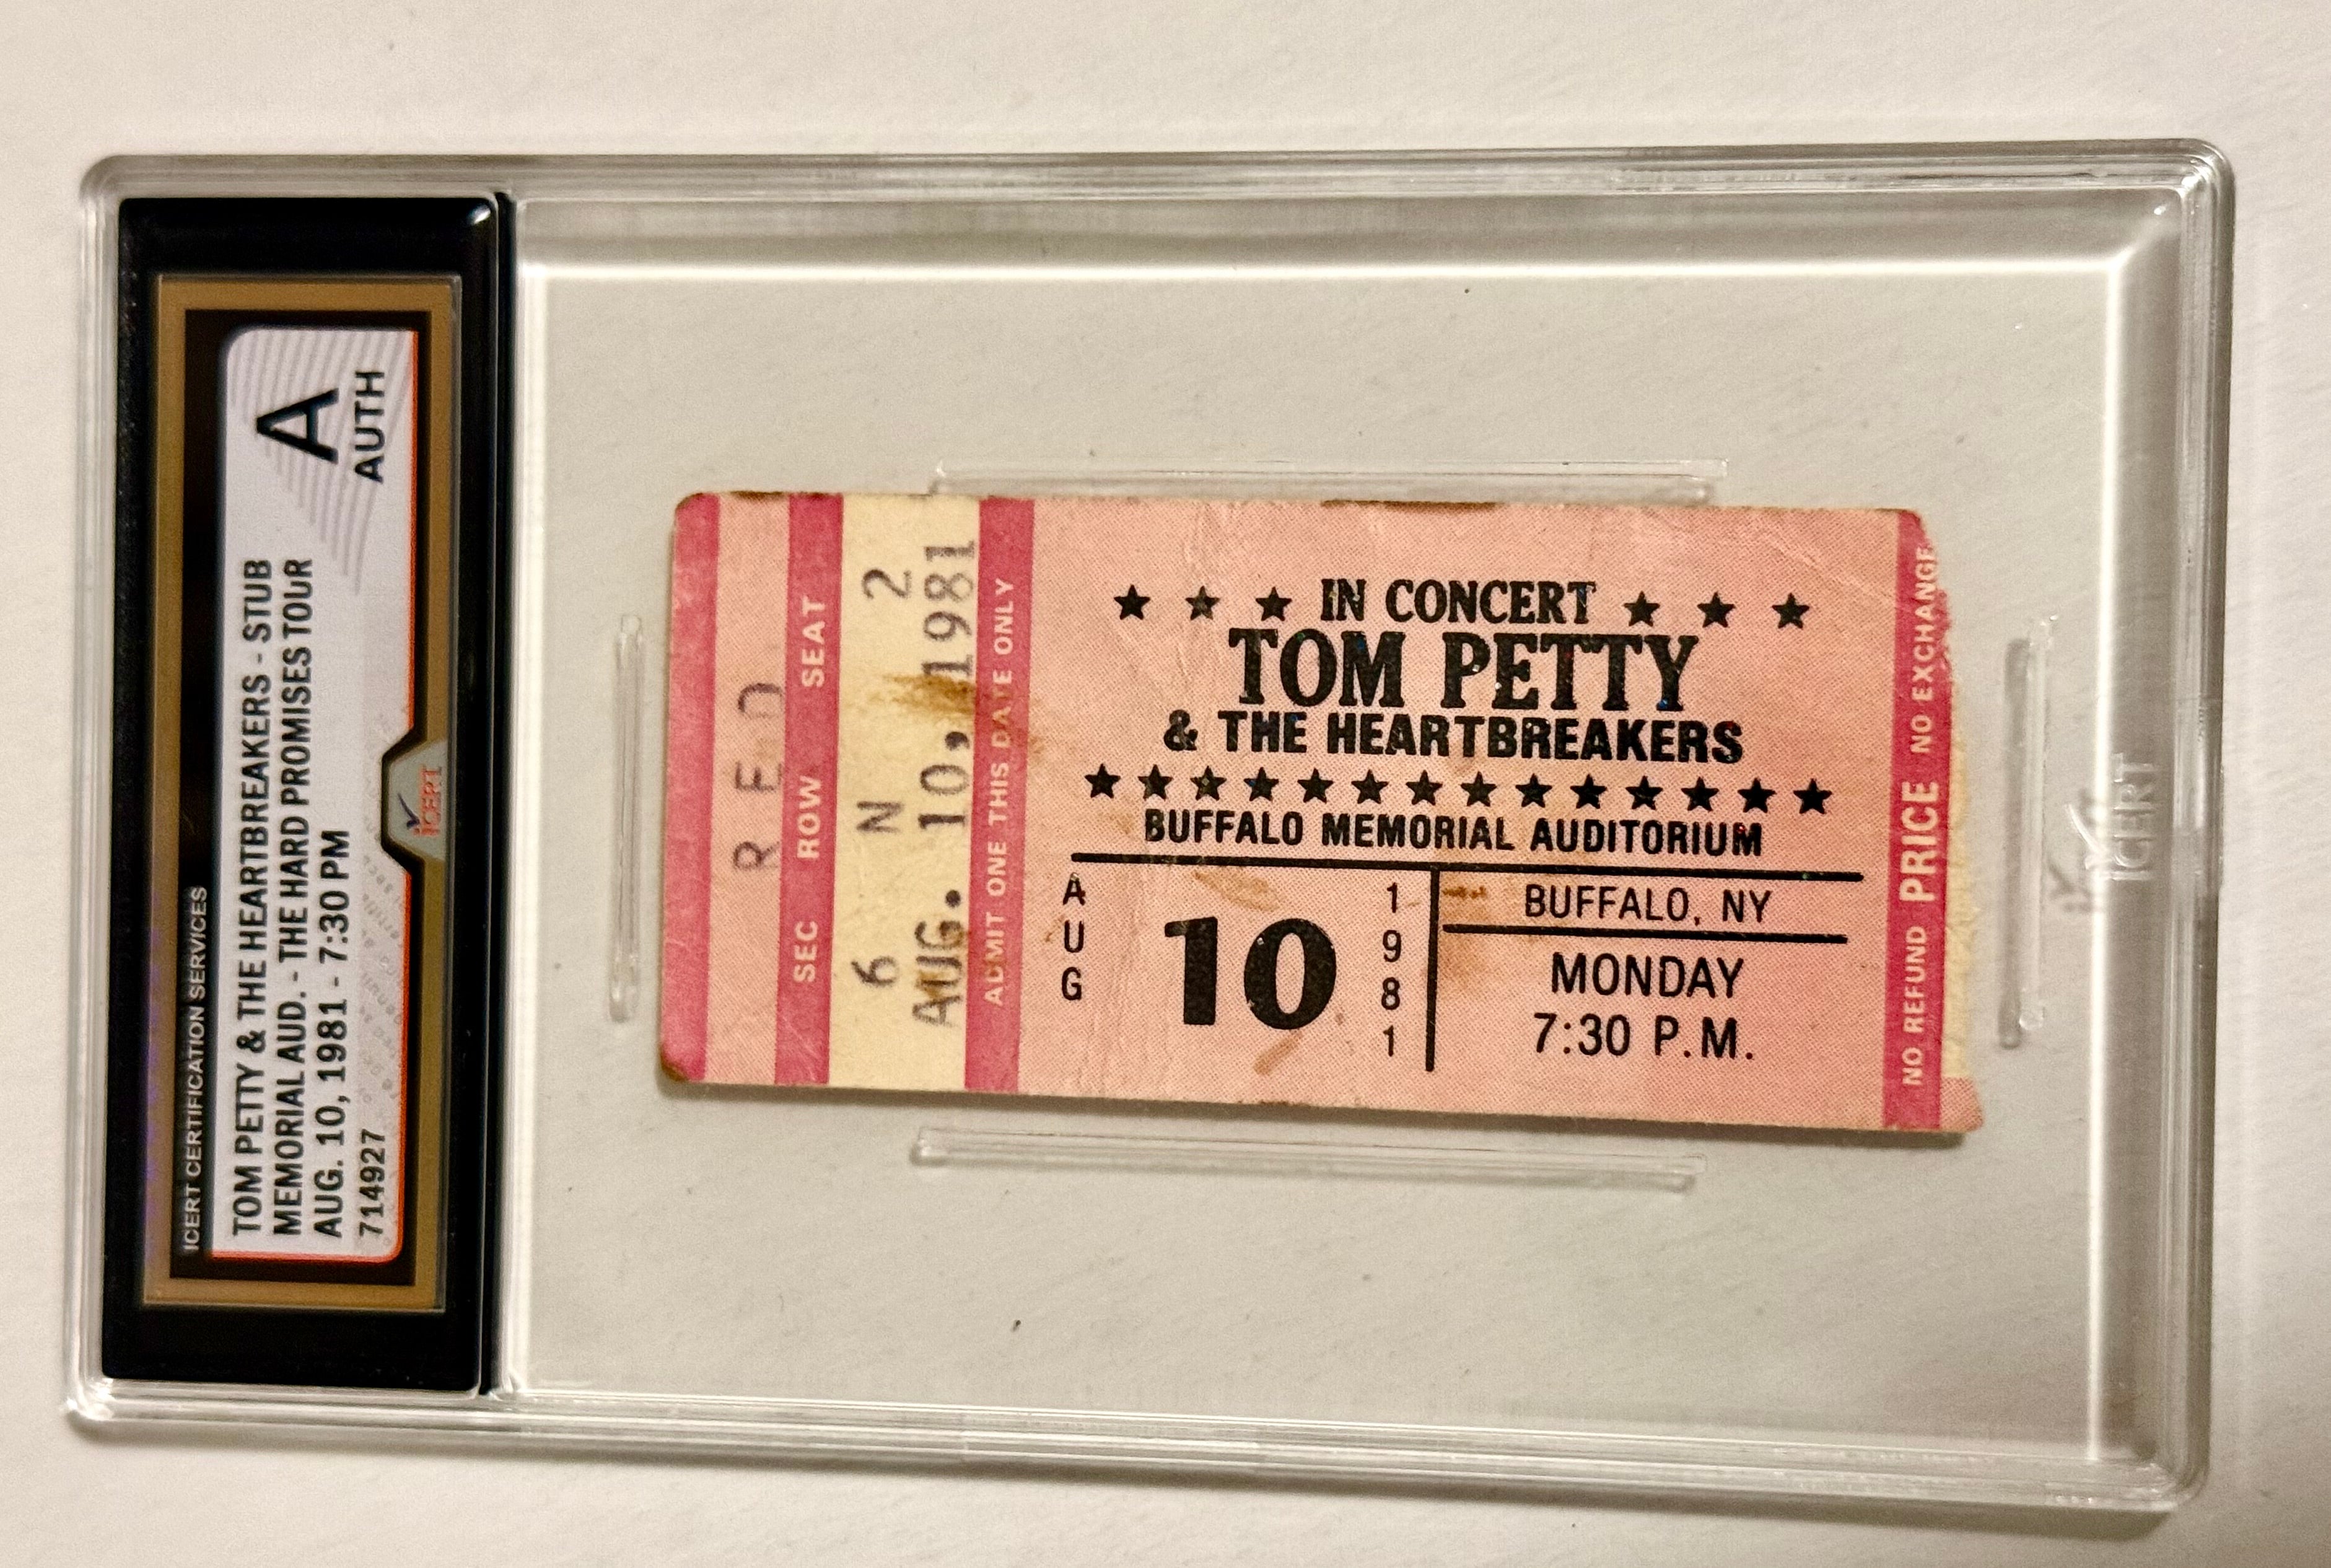 ICERT CERTIFICATION SERVICES
TOM PETTY & THE HEARTBREAKERS - STUB
MEMORIAL AUD. - THE HARD PROMISES TOUR
AUG. 10, 1981 - 7:30 PM
714927
A
AUTH
iCERT
RED
SEC ROW SEAT
6 N 2
AUG. 10, 1981
ADMIT ONE THIS DATE ONLY
★ ★ ★ IN CONCERT ★ ★ ★
TOM PETTY
& THE HEARTBREAKERS
★ ★ ★ ★ ★ ★ ★ ★ ★ ★ ★ ★ ★ ★
BUFFALO MEMORIAL AUDITORIUM
AUG
10
1981
BUFFALO, NY
MONDAY
7:30 P.M.
NO REFUND PRICE NO EXCHANGE
iCERT